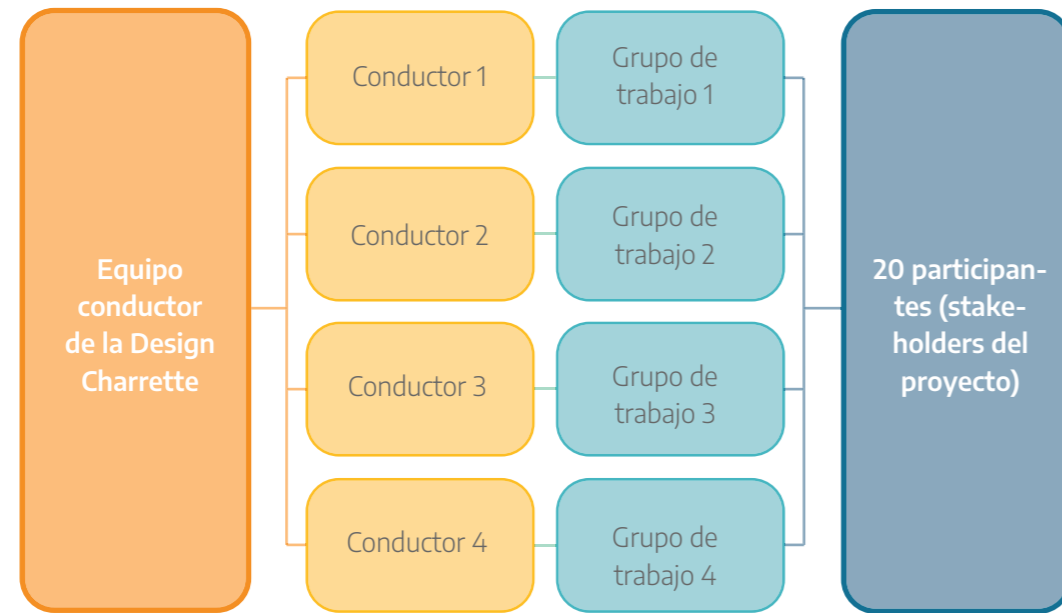 Equipo
conductor
de la Design
Charrette
Conductor 1
Grupo de
trabajo 1
Conductor 2
Grupo de
trabajo 2
Conductor 3
Grupo de
trabajo 3
Conductor 4
Grupo de
trabajo 4
20 participan-
tes (stake-
holders del
proyecto)